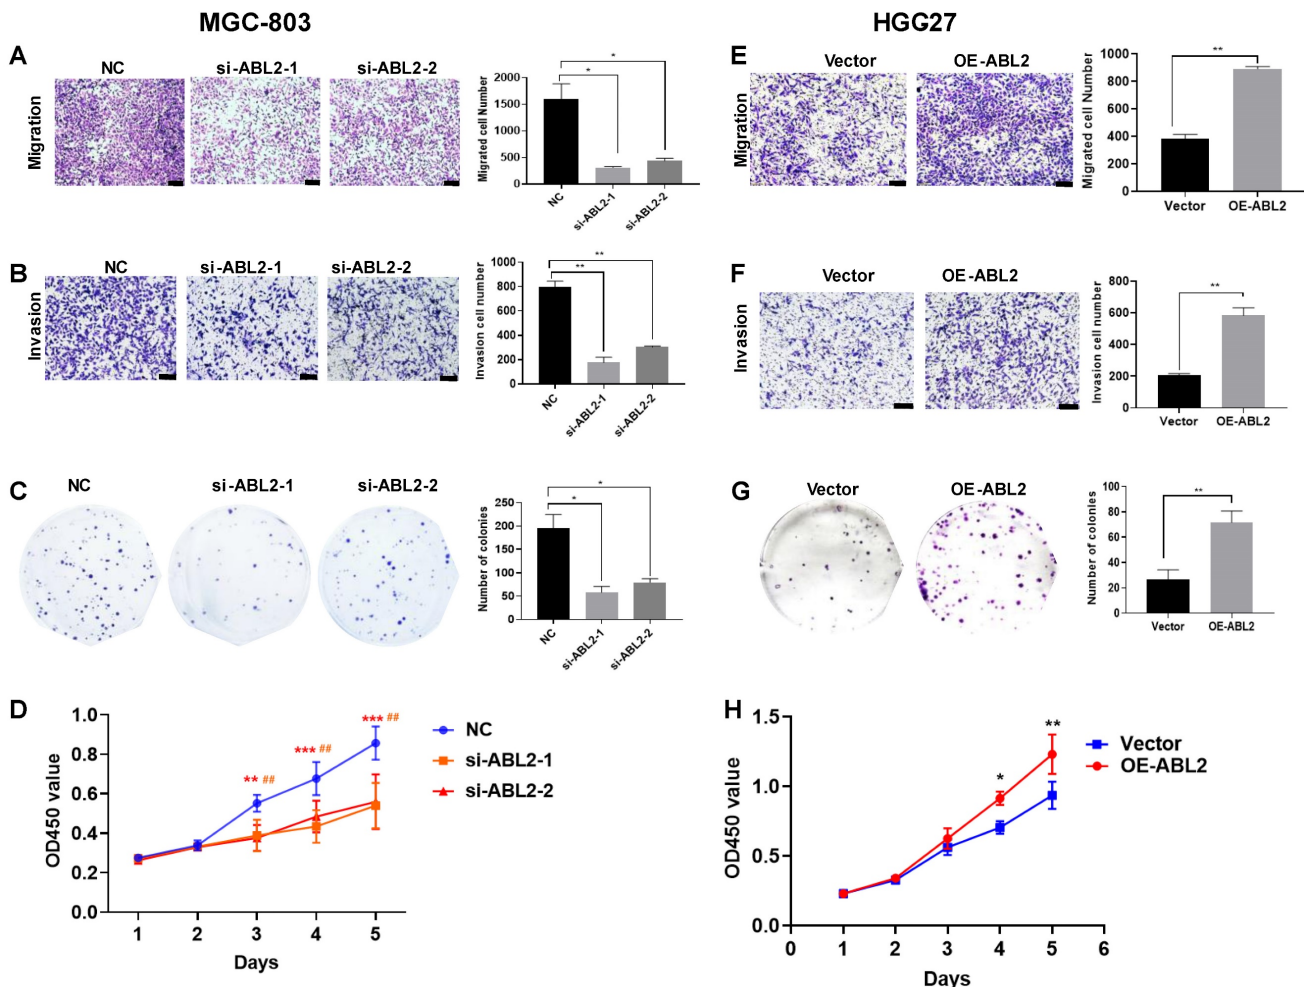 MGC-803
HGG27
A
NC
si-ABL2-1
si-ABL2-2
Migration
Migrated cell Number
2000
1500
1000
500
0
*
*
NC
si-ABL2-1
si-ABL2-2
E
Vector
OE-ABL2
Migration
Migrated cell Number
1000
800
600
400
200
0
**
Vector
OE-ABL2
B
NC
si-ABL2-1
si-ABL2-2
Invasion
Invasion cell number
1000
800
600
400
200
0
**
**
NC
si-ABL2-1
si-ABL2-2
F
Vector
OE-ABL2
Invasion
Invasion cell number
800
600
400
200
0
**
Vector
OE-ABL2
C
NC
si-ABL2-1
si-ABL2-2
Number of colonies
250
200
150
100
50
0
*
*
NC
si-ABL2-1
si-ABL2-2
G
Vector
OE-ABL2
Number of colonies
100
80
60
40
20
0
**
Vector
OE-ABL2
D
OD450 value
1.0
0.8
0.6
0.4
0.2
0.0
** ##
*** ##
*** ##
1 2 3 4 5
Days
NC
si-ABL2-1
si-ABL2-2
H
OD450 value
1.5
1.0
0.5
0.0
*
**
0 1 2 3 4 5 6
Days
Vector
OE-ABL2